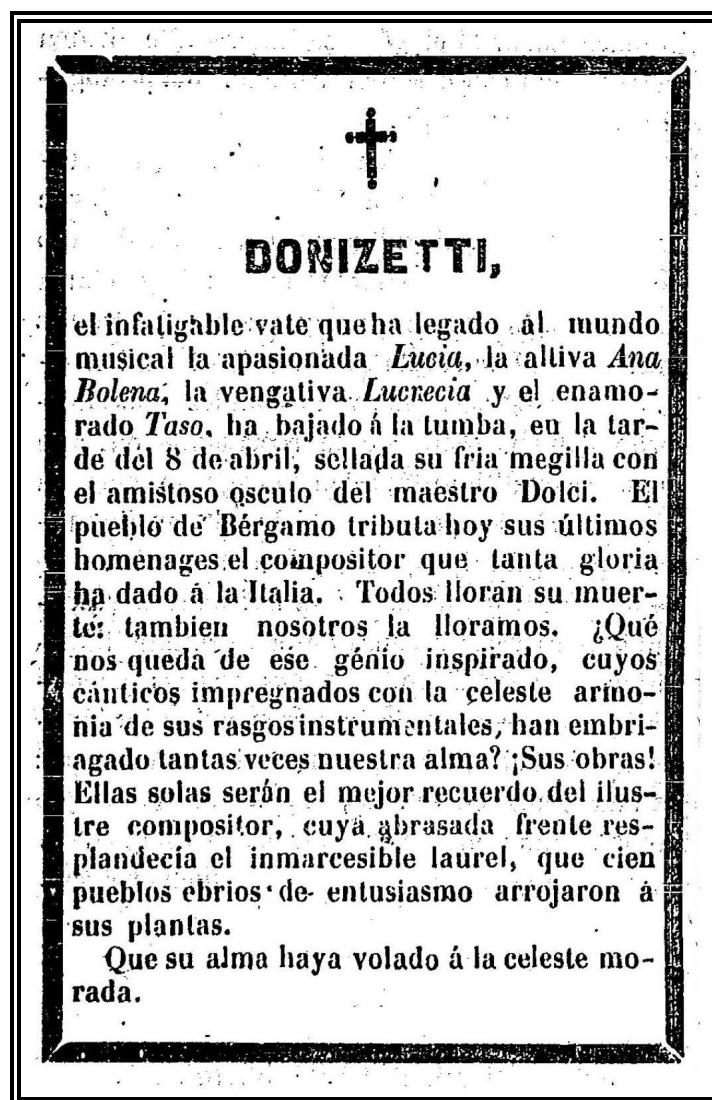 DONIZETTI,
el infatigable vate que ha legado al mundo
musical la apasionada Lucia, la altiva Ana
Bolena, la vengativa Lucrecia y el enamo-
rado Taso, ha bajado á la tumba, en la tar-
de del 8 de abril, sellada su fria megilla con
el amistoso osculo del maestro Dolci. El
pueblo de Bérgamo tributa hoy sus últimos
homenages el compositor que tanta gloria
ha dado á la Italia. Todos lloran su muer-
te: tambien nosotros la lloramos. ¿Qué
nos queda de ese génio inspirado, cuyos
cánticos impregnados con la celeste armo-
nia de sus rasgos instrumentales, han embri-
agado tantas veces nuestra alma? ¡Sus obras!
Ellas solas serán el mejor recuerdo del ilus-
tre compositor, cuya abrasada frente res-
plandecía el inmarcesible laurel, que cien
pueblos ebrios de entusiasmo arrojaron á
sus plantas.
Que su alma haya volado á la celeste mo-
rada.